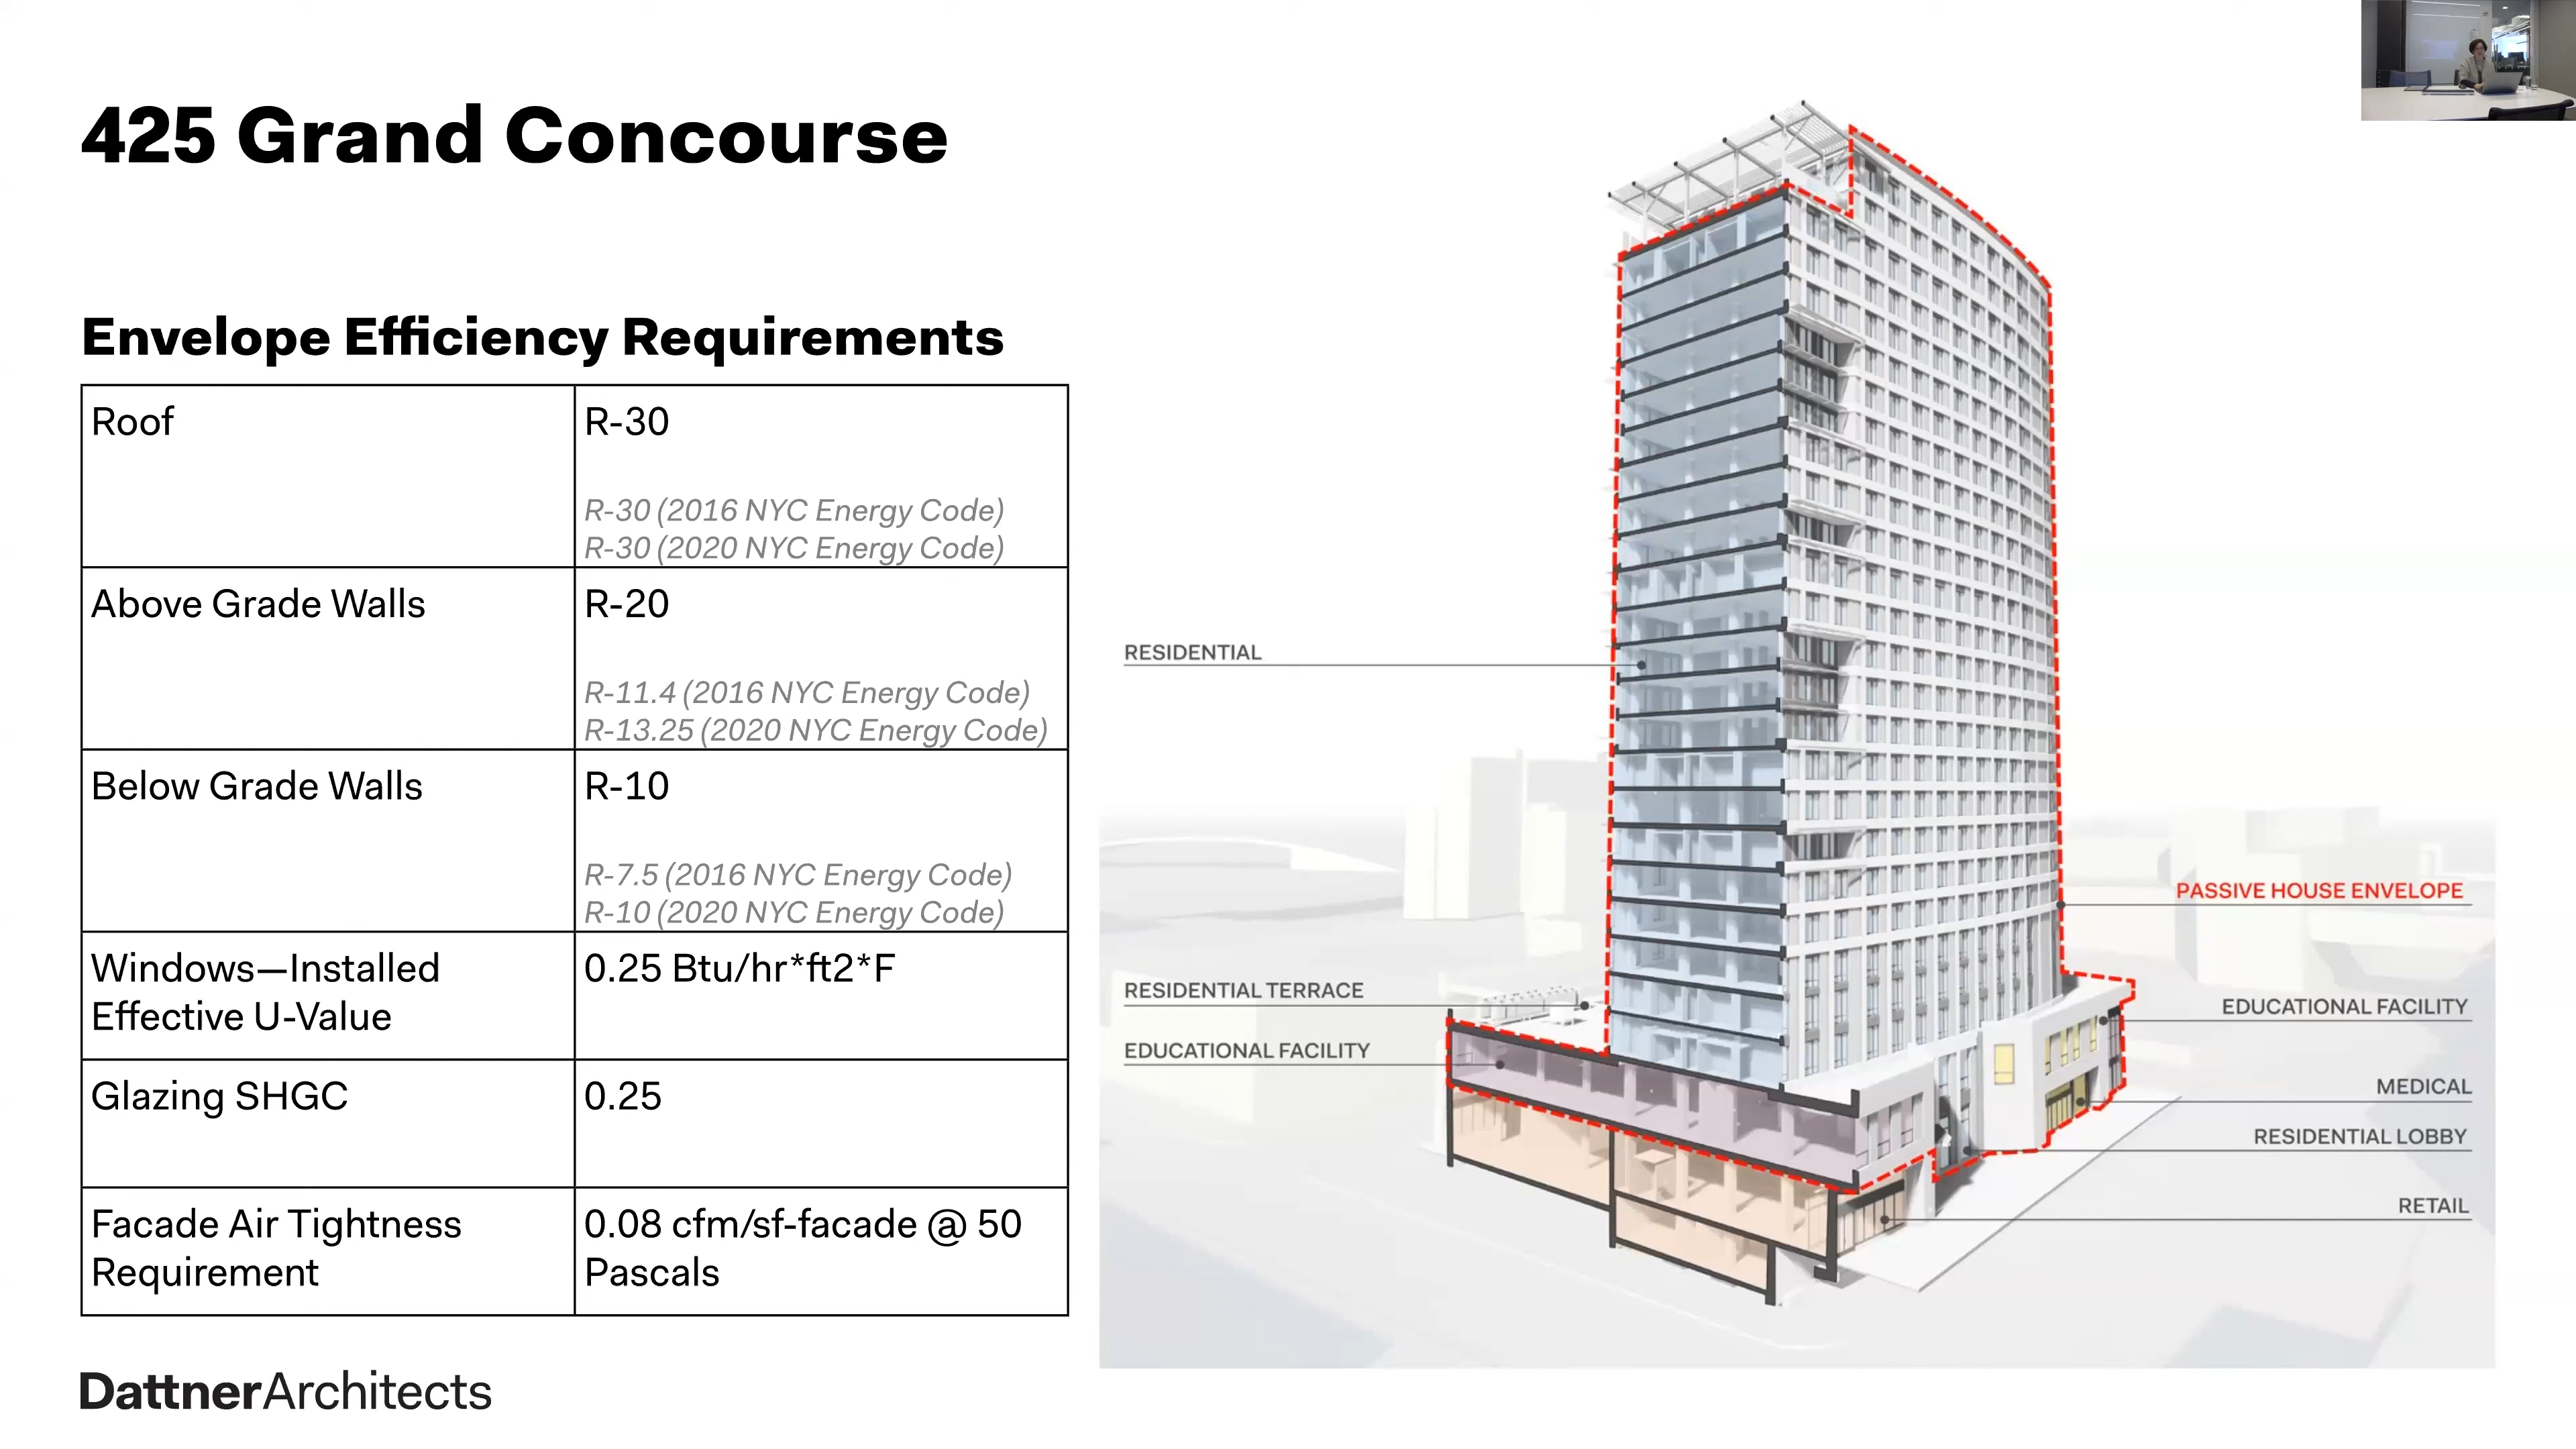 425 Grand Concourse
Envelope Efficiency Requirements
Roof
R-30
R-30 (2016 NYC Energy Code)
R-30 (2020 NYC Energy Code)
Above Grade Walls
R-20
R-11.4 (2016 NYC Energy Code)
R-13.25 (2020 NYC Energy Code)
Below Grade Walls
R-10
R-7.5 (2016 NYC Energy Code)
R-10 (2020 NYC Energy Code)
Windows—Installed
Effective U-Value
0.25 Btu/hr*ft2*F
Glazing SHGC
0.25
Facade Air Tightness
Requirement
0.08 cfm/sf-facade @ 50
Pascals
DattnerArchitects
RESIDENTIAL
RESIDENTIAL TERRACE
EDUCATIONAL FACILITY
PASSIVE HOUSE ENVELOPE
EDUCATIONAL FACILITY
MEDICAL
RESIDENTIAL LOBBY
RETAIL